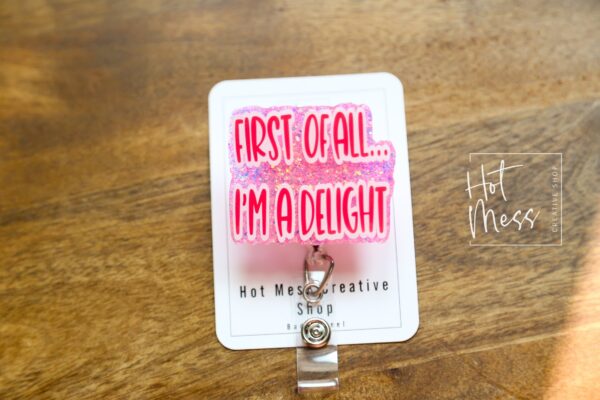 FIRST OF ALL...
I'M A DELIGHT
Hot Mess Creative
Shop
Hot
Mess
CREATIVE SHOP